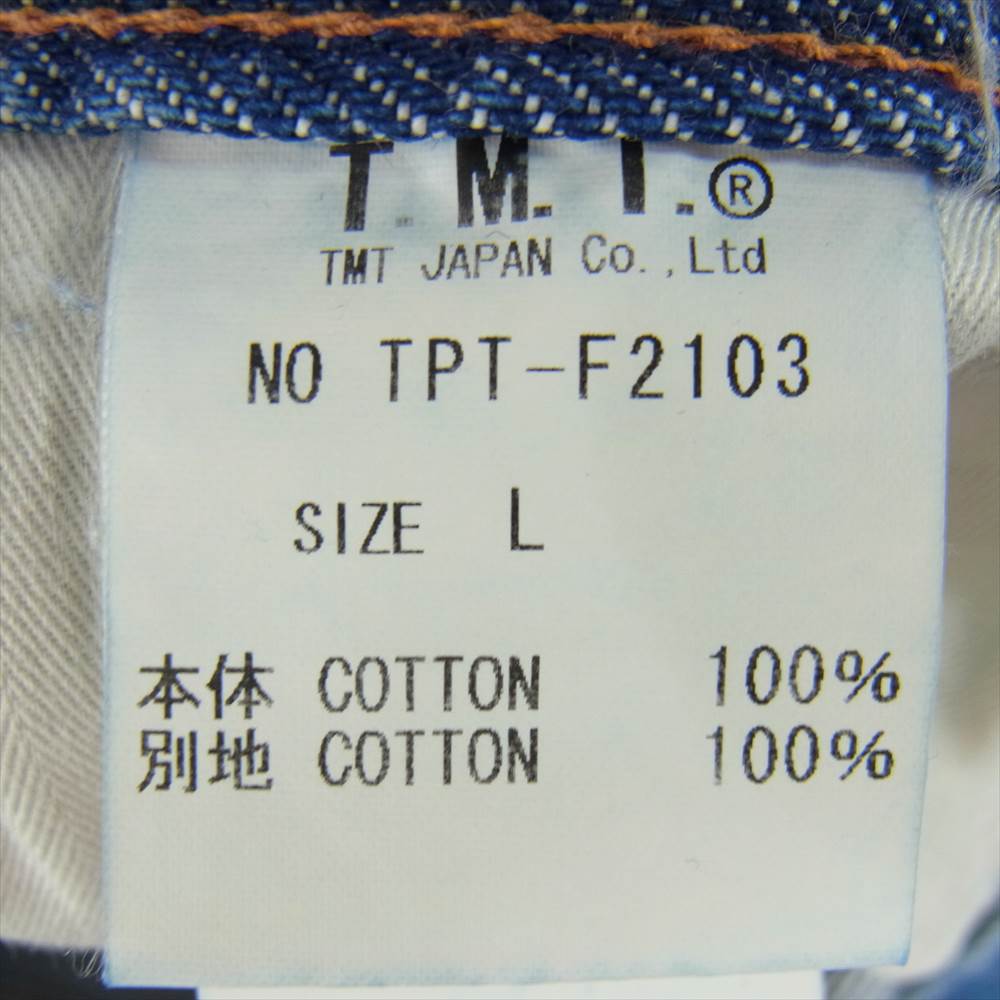 T.M.T.®
TMT JAPAN Co.,Ltd
NO TPT-F2103
SIZE L
本体 COTTON 100%
別地 COTTON 100%